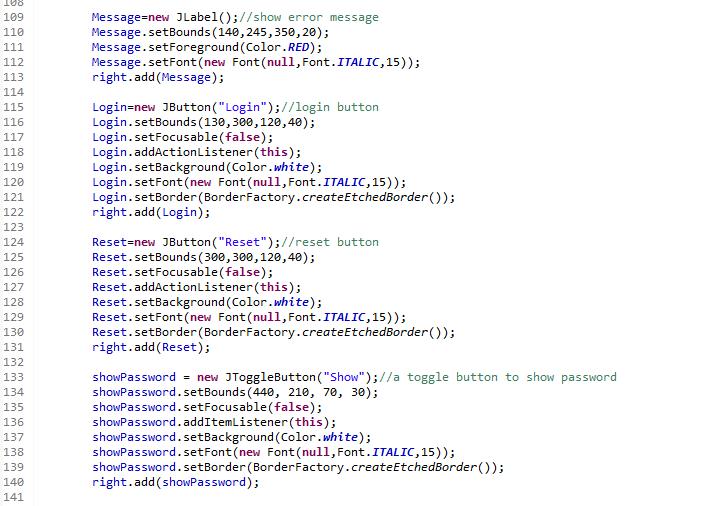 108
109 Message=new JLabel();//show error message
110 Message.setBounds(140,245,350,20);
111 Message.setForeground(Color.RED);
112 Message.setFont(new Font(null,Font.ITALIC,15));
113 right.add(Message);
114
115 Login=new JButton("Login");//login button
116 Login.setBounds(130,300,120,40);
117 Login.setFocusable(false);
118 Login.addActionListener(this);
119 Login.setBackground(Color.white);
120 Login.setFont(new Font(null,Font.ITALIC,15));
121 Login.setBorder(BorderFactory.createEtchedBorder());
122 right.add(Login);
123
124 Reset=new JButton("Reset");//reset button
125 Reset.setBounds(300,300,120,40);
126 Reset.setFocusable(false);
127 Reset.addActionListener(this);
128 Reset.setBackground(Color.white);
129 Reset.setFont(new Font(null,Font.ITALIC,15));
130 Reset.setBorder(BorderFactory.createEtchedBorder());
131 right.add(Reset);
132
133 showPassword = new JToggleButton("Show");//a toggle button to show password
134 showPassword.setBounds(440, 210, 70, 30);
135 showPassword.setFocusable(false);
136 showPassword.addItemListener(this);
137 showPassword.setBackground(Color.white);
138 showPassword.setFont(new Font(null,Font.ITALIC,15));
139 showPassword.setBorder(BorderFactory.createEtchedBorder());
140 right.add(showPassword);
141